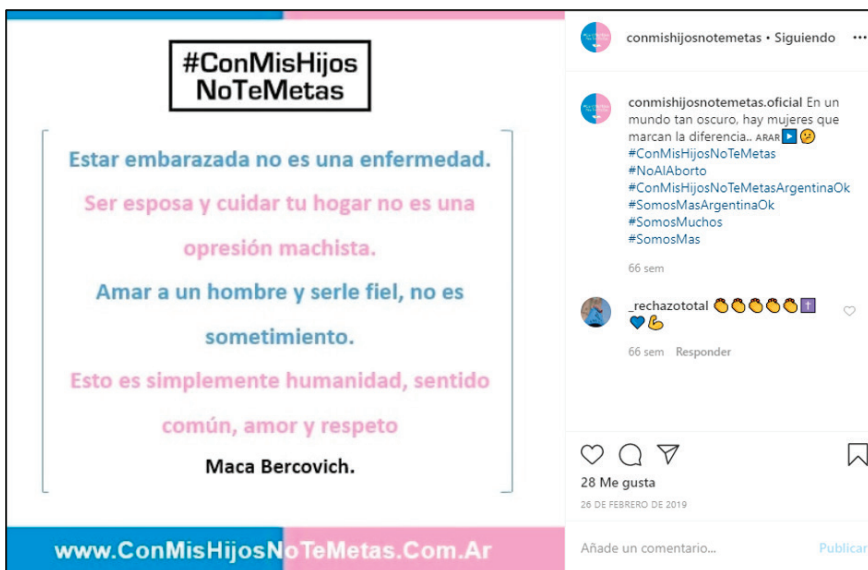 #ConMisHijos
NoTeMetas
Estar embarazada no es una enfermedad.
Ser esposa y cuidar tu hogar no es una
opresión machista.
Amar a un hombre y serle fiel, no es
sometimiento.
Esto es simplemente humanidad, sentido
común, amor y respeto
Maca Bercovich.
www.ConMisHijosNoTeMetas.Com.Ar
conmishijosnotemetas • Siguiendo
conmishijosnotemetas.oficial En un
mundo tan oscuro, hay mujeres que
marcan la diferencia.. ARAR▶️😕
#ConMisHijosNoTeMetas
#NoAlAborto
#ConMisHijosNoTeMetasArgentinaOk
#SomosMasArgentinaOk
#SomosMuchos
#SomosMas
66 sem
_rechazototal 👏👏👏👏👏✝️
💙💪
66 sem Responder
28 Me gusta
26 DE FEBRERO DE 2019
Añade un comentario... Publicar